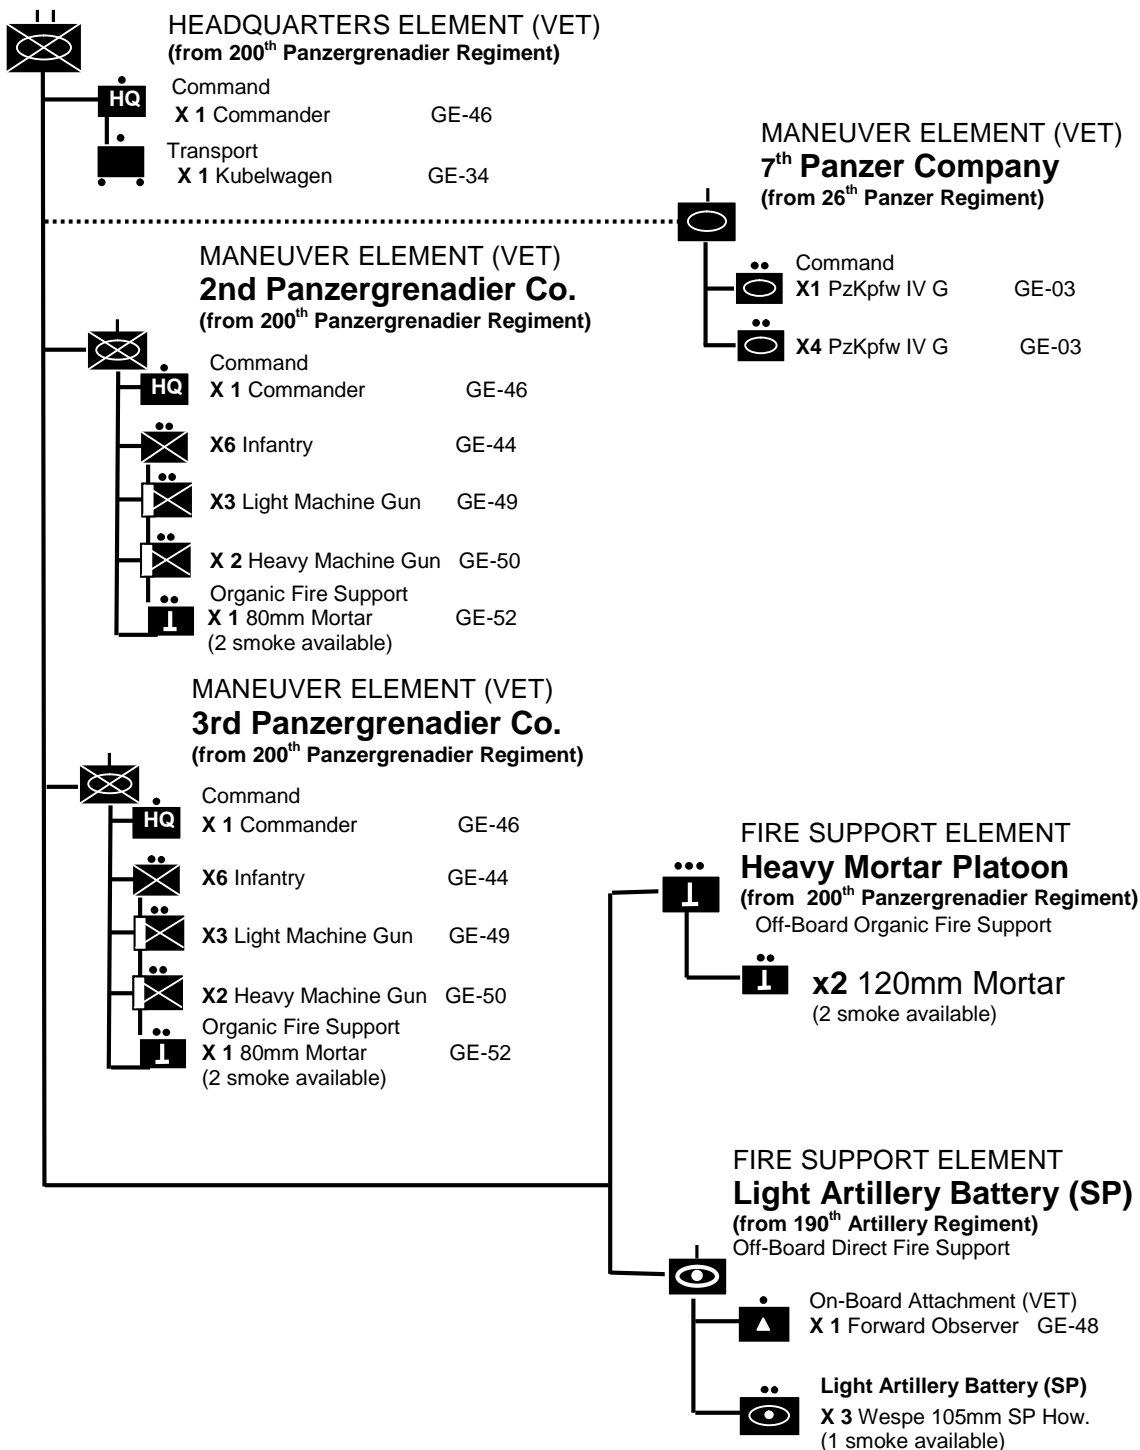 HEADQUARTERS ELEMENT (VET)
(from 200th Panzergrenadier Regiment)
HQ
Command
X 1 Commander GE-46
Transport
X 1 Kubelwagen GE-34
MANEUVER ELEMENT (VET)
7th Panzer Company
(from 26th Panzer Regiment)
Command
X1 PzKpfw IV G GE-03
X4 PzKpfw IV G GE-03
MANEUVER ELEMENT (VET)
2nd Panzergrenadier Co.
(from 200th Panzergrenadier Regiment)
Command
HQ
X 1 Commander GE-46
X6 Infantry GE-44
X3 Light Machine Gun GE-49
X 2 Heavy Machine Gun GE-50
Organic Fire Support
X 1 80mm Mortar GE-52
(2 smoke available)
MANEUVER ELEMENT (VET)
3rd Panzergrenadier Co.
(from 200th Panzergrenadier Regiment)
Command
HQ
X 1 Commander GE-46
X6 Infantry GE-44
X3 Light Machine Gun GE-49
X2 Heavy Machine Gun GE-50
Organic Fire Support
X 1 80mm Mortar GE-52
(2 smoke available)
FIRE SUPPORT ELEMENT
Heavy Mortar Platoon
(from 200th Panzergrenadier Regiment)
Off-Board Organic Fire Support
x2 120mm Mortar
(2 smoke available)
FIRE SUPPORT ELEMENT
Light Artillery Battery (SP)
(from 190th Artillery Regiment)
Off-Board Direct Fire Support
On-Board Attachment (VET)
X 1 Forward Observer GE-48
Light Artillery Battery (SP)
X 3 Wespe 105mm SP How.
(1 smoke available)